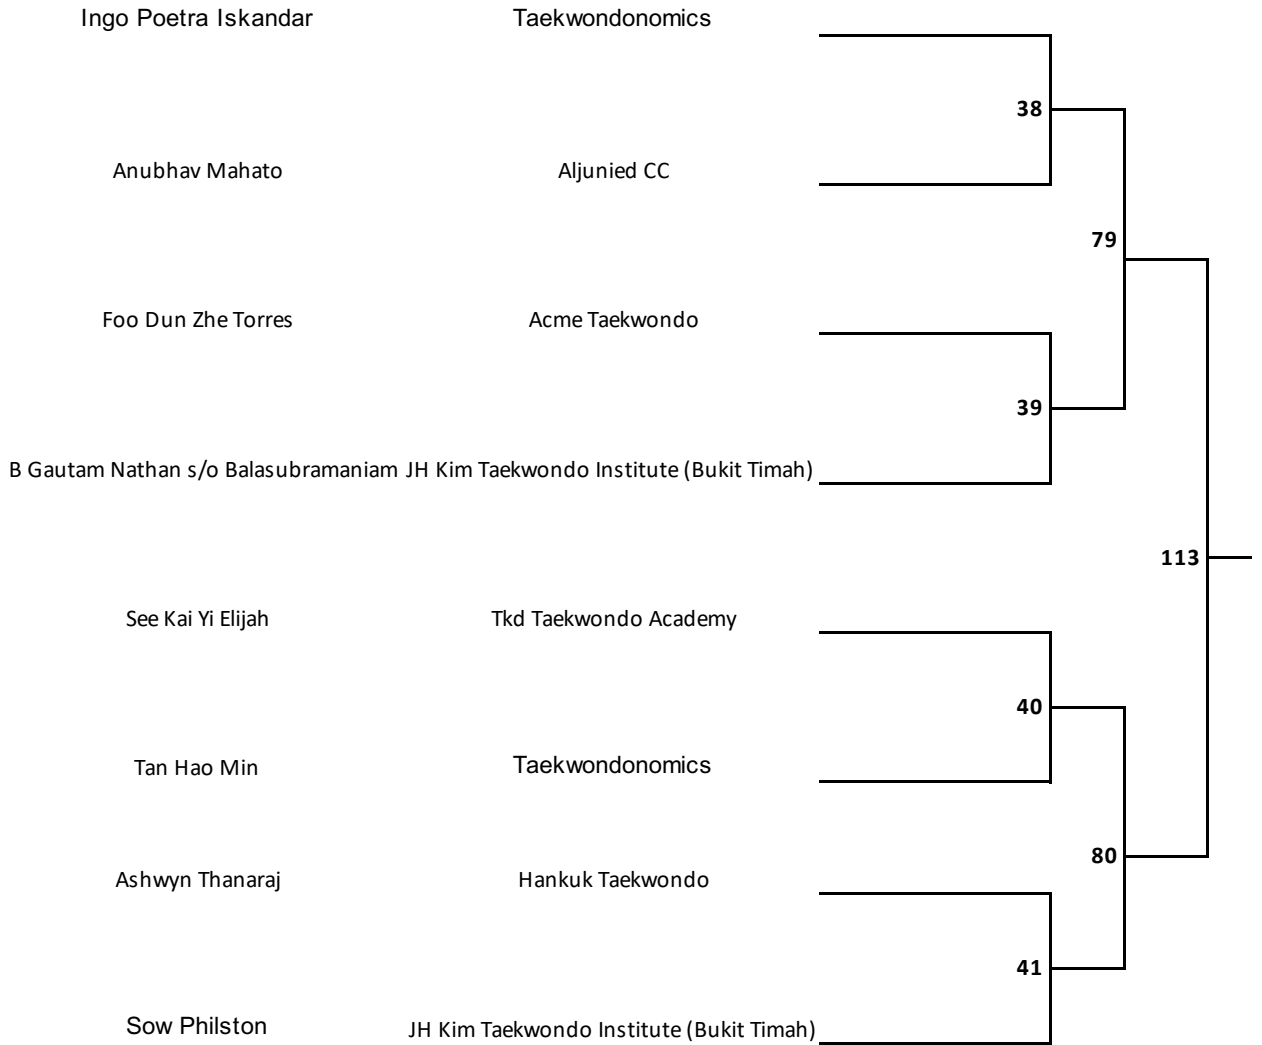 Ingo Poetra Iskandar Taekwondonomics
38
Anubhav Mahato Aljunied CC
79
Foo Dun Zhe Torres Acme Taekwondo
39
B Gautam Nathan s/o Balasubramaniam JH Kim Taekwondo Institute (Bukit Timah)
113
See Kai Yi Elijah Tkd Taekwondo Academy
40
Tan Hao Min Taekwondonomics
80
Ashwyn Thanaraj Hankuk Taekwondo
41
Sow Philston JH Kim Taekwondo Institute (Bukit Timah)